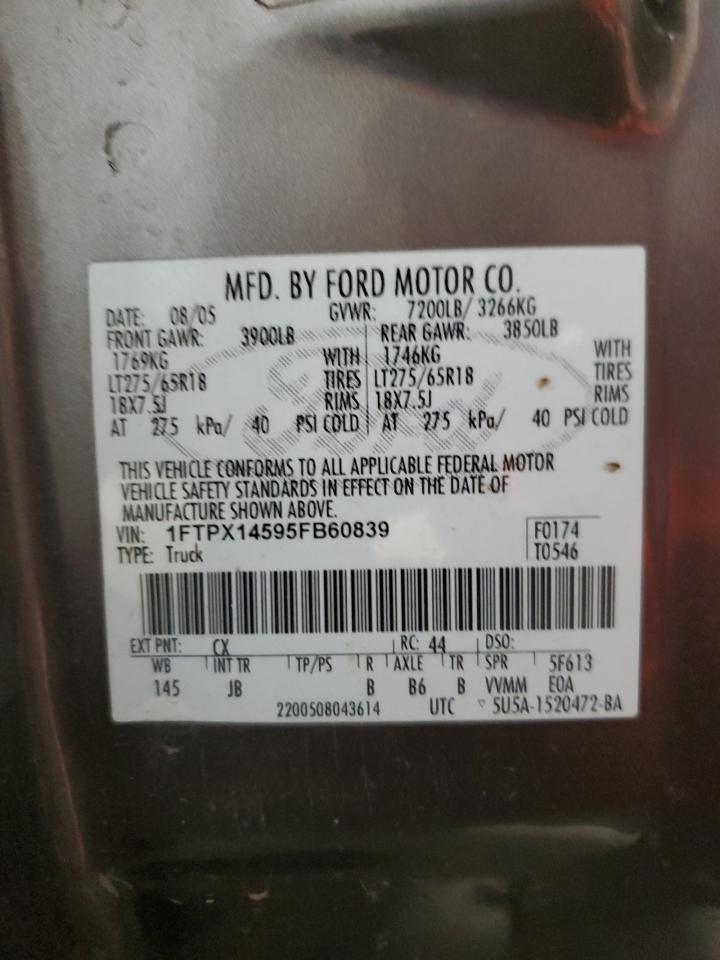 MFD. BY FORD MOTOR CO.
DATE: 08/05 GVWR: 7200LB/ 3266KG
FRONT GAWR: 3900LB REAR GAWR: 3850LB
1769KG WITH 1746KG WITH
LT275/65R18 TIRES LT275/65R18 TIRES
18X7.5J RIMS 18X7.5J RIMS
AT 275 kPa/ 40 PSI COLD AT 275 kPa/ 40 PSI COLD
Ford
THIS VEHICLE CONFORMS TO ALL APPLICABLE FEDERAL MOTOR
VEHICLE SAFETY STANDARDS IN EFFECT ON THE DATE OF
MANUFACTURE SHOWN ABOVE.
VIN: 1FTPX14595FB60839 F0174
TYPE: Truck T0546
EXT PNT: CX RC: 44 DSO:
WB INT TR TP/PS R AXLE TR SPR 5F613
145 JB B B6 B VVMM EOA
2200508043614 UTC ▽ 5U5A-1520472-BA